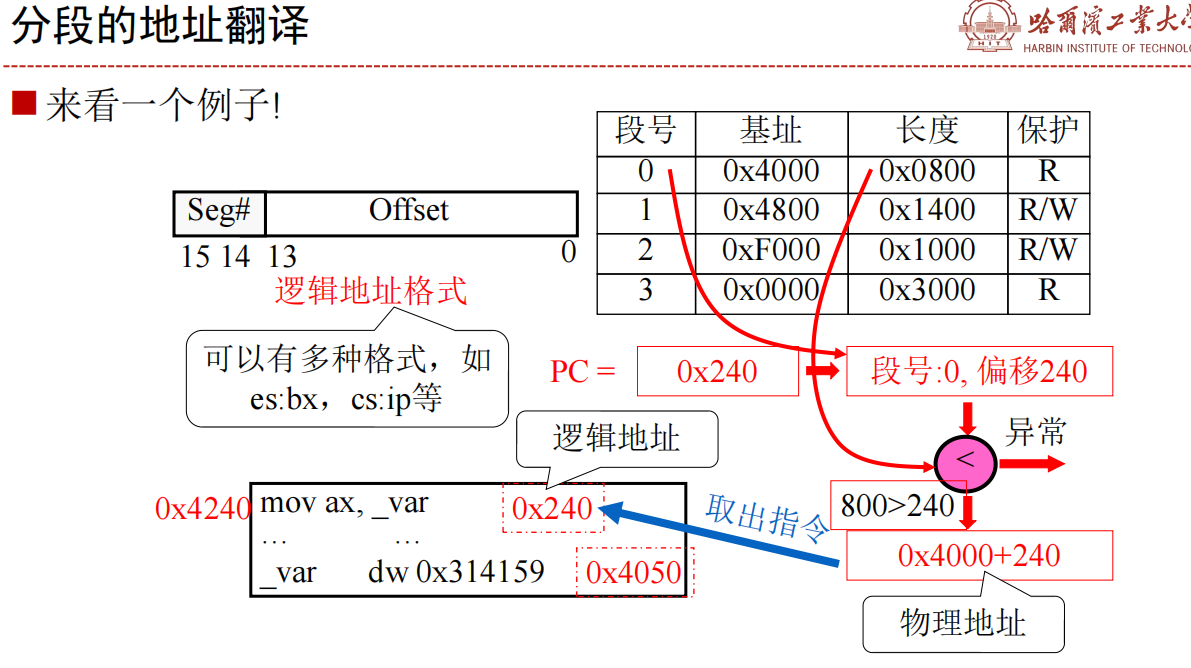 分段的地址翻译
哈爾濱工業大學
HARBIN INSTITUTE OF TECHNOLO
来看一个例子!
段号 基址 长度 保护
0 0x4000 0x0800 R
1 0x4800 0x1400 R/W
2 0xF000 0x1000 R/W
3 0x0000 0x3000 R
Seg# Offset
15 14 13 0
逻辑地址格式
可以有多种格式，如
es:bx，cs:ip等
PC = 0x240 段号:0, 偏移240
异常
<
逻辑地址
800>240
取出指令
0x4240 mov ax, _var 0x240
… …
_var dw 0x314159 0x4050
0x4000+240
物理地址